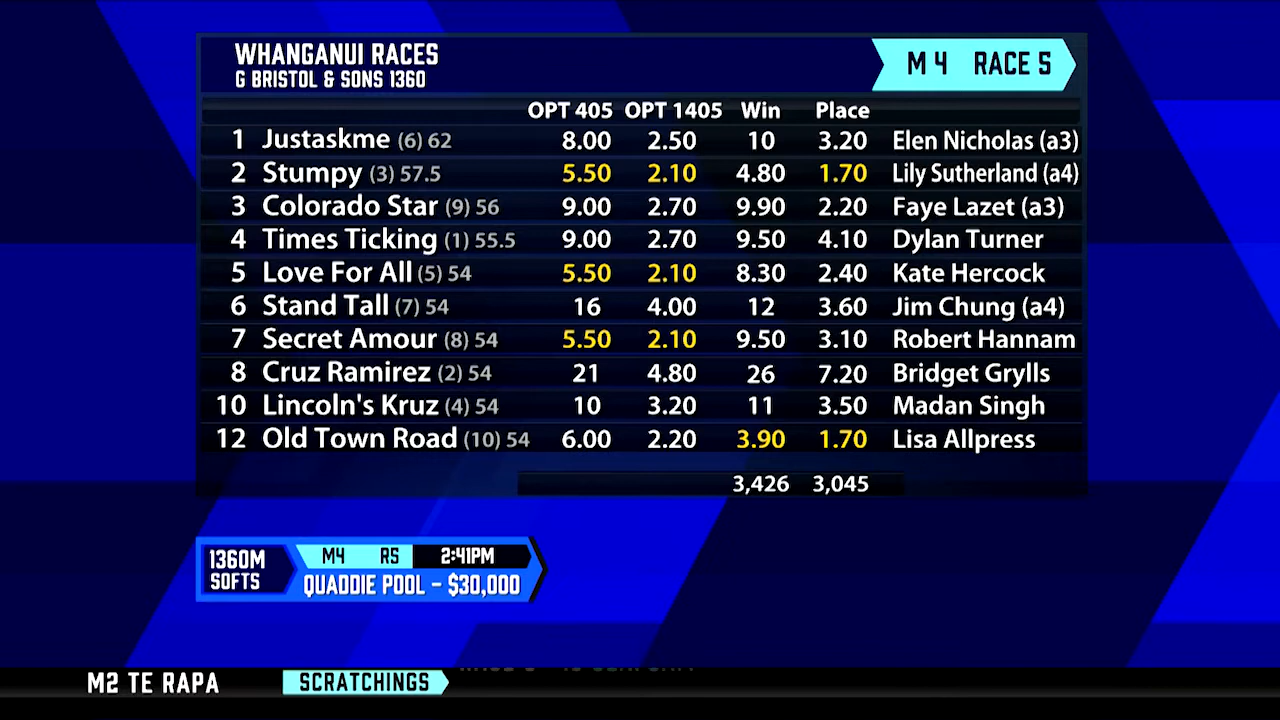 WHANGANUI RACES
G BRISTOL & SONS 1360
M 4 RACE 5
OPT 405 OPT 1405 Win Place
1 Justaskme (6) 62 8.00 2.50 10 3.20 Elen Nicholas (a3)
2 Stumpy (3) 57.5 5.50 2.10 4.80 1.70 Lily Sutherland (a4)
3 Colorado Star (9) 56 9.00 2.70 9.90 2.20 Faye Lazet (a3)
4 Times Ticking (1) 55.5 9.00 2.70 9.50 4.10 Dylan Turner
5 Love For All (5) 54 5.50 2.10 8.30 2.40 Kate Hercock
6 Stand Tall (7) 54 16 4.00 12 3.60 Jim Chung (a4)
7 Secret Amour (8) 54 5.50 2.10 9.50 3.10 Robert Hannam
8 Cruz Ramirez (2) 54 21 4.80 26 7.20 Bridget Grylls
10 Lincoln's Kruz (4) 54 10 3.20 11 3.50 Madan Singh
12 Old Town Road (10) 54 6.00 2.20 3.90 1.70 Lisa Allpress
3,426 3,045
1360M
SOFT5
M4 R5 2:41PM
QUADDIE POOL - $30,000
M2 TE RAPA SCRATCHINGS